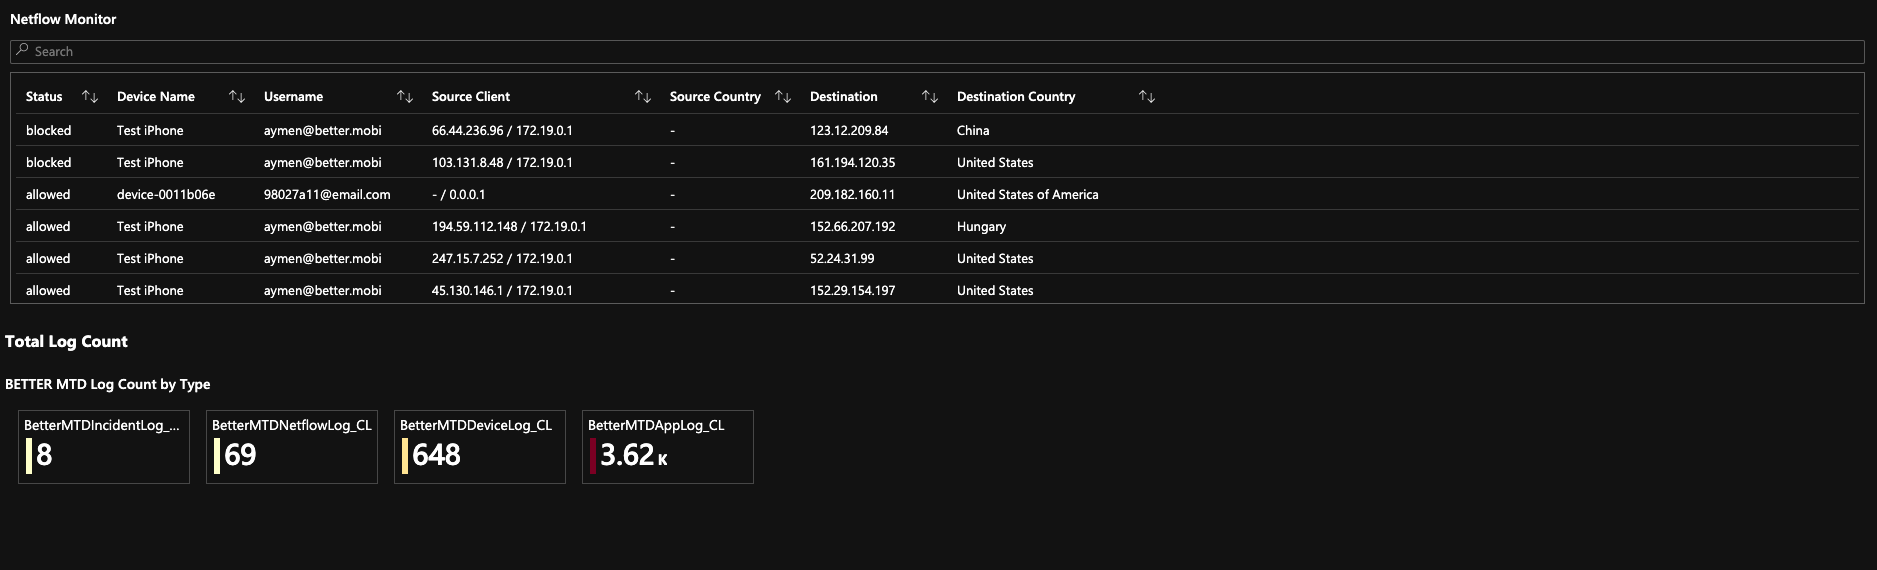 Netflow Monitor
Search
Status Device Name Username Source Client Source Country Destination Destination Country
blocked Test iPhone aymen@better.mobi 66.44.236.96 / 172.19.0.1 - 123.12.209.84 China
blocked Test iPhone aymen@better.mobi 103.131.8.48 / 172.19.0.1 - 161.194.120.35 United States
allowed device-0011b06e 98027a11@email.com - / 0.0.0.1 - 209.182.160.11 United States of America
allowed Test iPhone aymen@better.mobi 194.59.112.148 / 172.19.0.1 - 152.66.207.192 Hungary
allowed Test iPhone aymen@better.mobi 247.15.7.252 / 172.19.0.1 - 52.24.31.99 United States
allowed Test iPhone aymen@better.mobi 45.130.146.1 / 172.19.0.1 - 152.29.154.197 United States
Total Log Count
BETTER MTD Log Count by Type
BetterMTDIncidentLog_... BetterMTDNetflowLog_CL BetterMTDDeviceLog_CL BetterMTDAppLog_CL
8 69 648 3.62 K